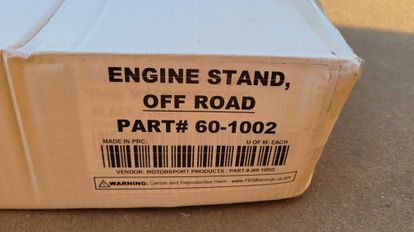 ENGINE STAND,
OFF ROAD
PART# 60-1002
MADE IN PRC: U OF M: EACH
VENDOR: MOTORSPORT PRODUCTS : PART # (60-1002)
WARNING: Cancer and Reproductive Harm - www.P65Warnings.ca.gov